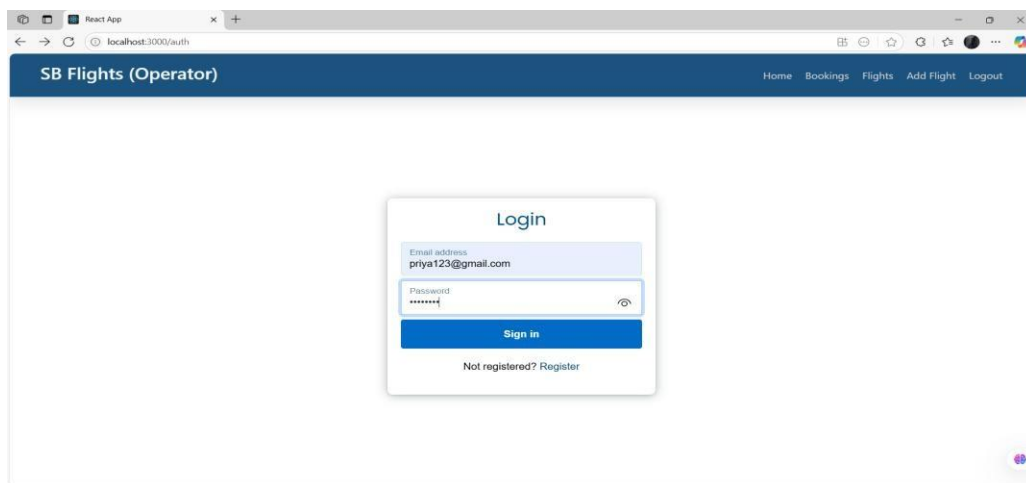 React App
localhost:3000/auth
SB Flights (Operator)
Home Bookings Flights Add Flight Logout
Login
Email address
priya123@gmail.com
Password
••••••••
Sign in
Not registered? Register